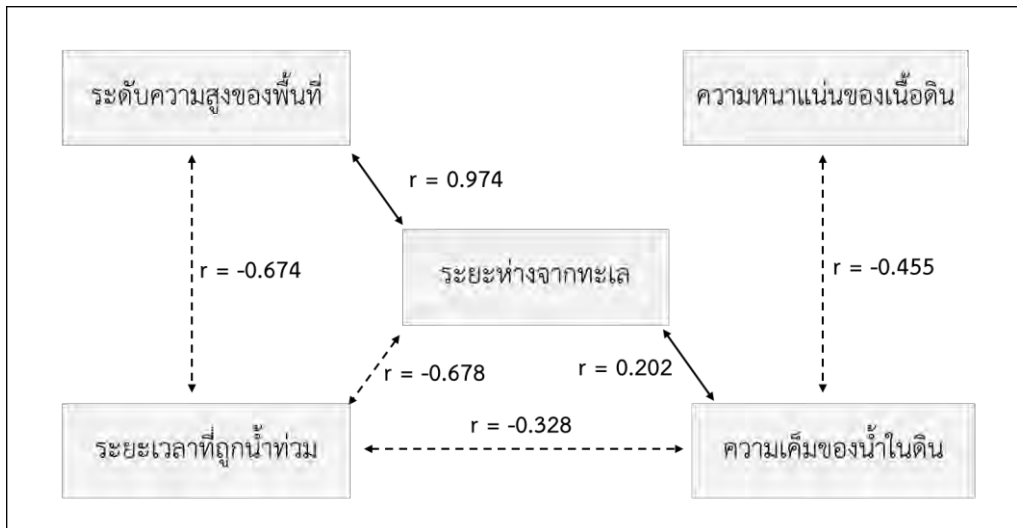 ระดับความสูงของพื้นที่
ความหนาแน่นของเนื้อดิน
r = 0.974
r = -0.674
ระยะห่างจากทะเล
r = -0.455
r = -0.678
r = 0.202
ระยะเวลาที่ถูกน้ำท่วม
r = -0.328
ความเค็มของน้ำในดิน